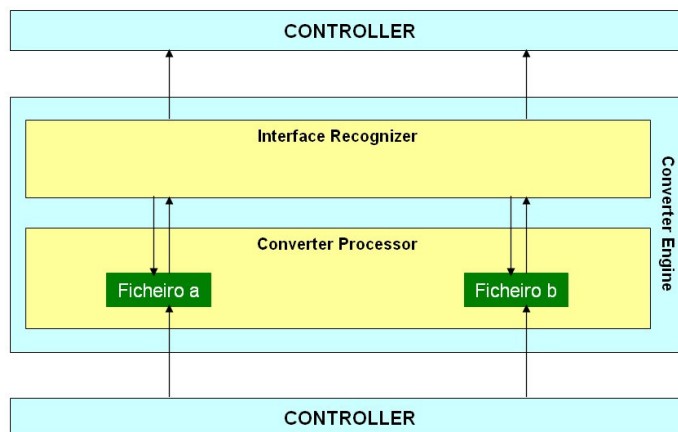 CONTROLLER
Interface Recognizer
Converter Engine
Converter Processor
Ficheiro a
Ficheiro b
CONTROLLER